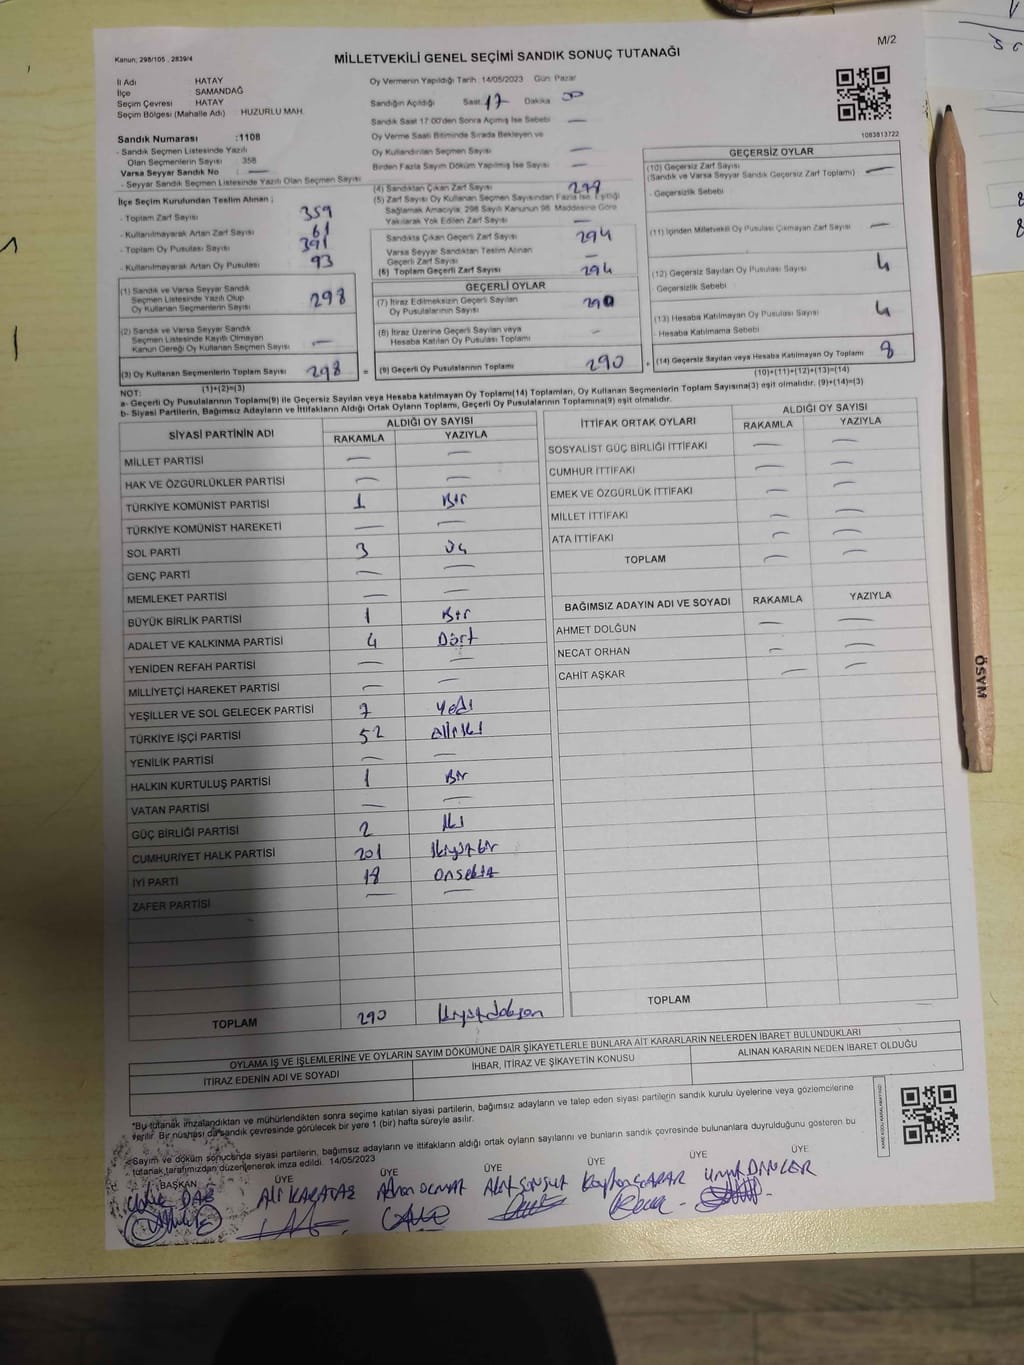 Kanun; 298/105 , 2839/4
MİLLETVEKİLİ GENEL SEÇİMİ SANDIK SONUÇ TUTANAĞI
M/2
İl Adı HATAY
İlçe SAMANDAĞ
Seçim Çevresi HATAY
Seçim Bölgesi (Mahalle Adı) HUZURLU MAH.
Sandık Numarası :1108
- Sandık Seçmen Listesinde Yazılı
Olan Seçmenlerin Sayısı 358
Varsa Seyyar Sandık No —
- Seyyar Sandık Seçmen Listesinde Yazılı Olan Seçmen Sayısı
İlçe Seçim Kurulundan Teslim Alınan ;
- Toplam Zarf Sayısı 359
- Kullanılmayarak Artan Zarf Sayısı 61
- Toplam Oy Pusulası Sayısı 391
- Kullanılmayarak Artan Oy Pusulası 93
(1) Sandık ve Varsa Seyyar Sandık
Seçmen Listesinde Yazılı Olup
Oy Kullanan Seçmenlerin Sayısı 298
(2) Sandık ve Varsa Seyyar Sandık
Seçmen Listesinde Kayıtlı Olmayan
Kanun Gereği Oy Kullanan Seçmen Sayısı —
(3) Oy Kullanan Seçmenlerin Toplam Sayısı 298 =
(1)+(2)=(3)
Oy Vermenin Yapıldığı Tarih 14/05/2023 Gün: Pazar
Sandığın Açıldığı Saat 17 Dakika 00
Sandık Saat 17.00'den Sonra Açılmış İse Sebebi —
Oy Verme Saati Bitiminde Sırada Bekleyen ve
Oy Kullandırılan Seçmen Sayısı —
Birden Fazla Sayım Döküm Yapılmış İse Sayısı —
(4) Sandıktan Çıkan Zarf Sayısı 298
(5) Zarf Sayısı Oy Kullanan Seçmen Sayısından Fazla İse, Eşitliği
Sağlamak Amacıyla, 298 Sayılı Kanunun 98. Maddesine Göre
Yakılarak Yok Edilen Zarf Sayısı —
Sandıkta Çıkan Geçerli Zarf Sayısı 294
Varsa Seyyar Sandıktan Teslim Alınan
Geçerli Zarf Sayısı —
(6) Toplam Geçerli Zarf Sayısı 294
GEÇERLİ OYLAR
(7) İtiraz Edilmeksizin Geçerli Sayılan
Oy Pusulalarının Sayısı 290
(8) İtiraz Üzerine Geçerli Sayılan veya
Hesaba Katılan Oy Pusulası Toplamı —
(9) Geçerli Oy Pusulalarının Toplamı 290 +
1083813722
GEÇERSİZ OYLAR
(10) Geçersiz Zarf Sayısı
(Sandık ve Varsa Seyyar Sandık Geçersiz Zarf Toplamı) —
- Geçersizlik Sebebi
(11) İçinden Milletvekili Oy Pusulası Çıkmayan Zarf Sayısı —
(12) Geçersiz Sayılan Oy Pusulası Sayısı 4
- Geçersizlik Sebebi
(13) Hesaba Katılmayan Oy Pusulası Sayısı 4
- Hesaba Katılmama Sebebi
(14) Geçersiz Sayılan veya Hesaba Katılmayan Oy Toplamı 8
(10)+(11)+(12)+(13)=(14)
NOT:
a- Geçerli Oy Pusulalarının Toplamı(9) ile Geçersiz Sayılan veya Hesaba katılmayan Oy Toplamı(14) Toplamları, Oy Kullanan Seçmenlerin Toplam Sayısına(3) eşit olmalıdır. (9)+(14)=(3)
b- Siyasi Partilerin, Bağımsız Adayların ve İttifakların Aldığı Ortak Oyların Toplamı, Geçerli Oy Pusulalarının Toplamına(9) eşit olmalıdır.
SİYASİ PARTİNİN ADI ALDIĞI OY SAYISI
RAKAMLA YAZIYLA
MİLLET PARTİSİ — —
HAK VE ÖZGÜRLÜKLER PARTİSİ — —
TÜRKİYE KOMÜNİST PARTİSİ 1 Bir
TÜRKİYE KOMÜNİST HAREKETİ — —
SOL PARTİ 3 Üç
GENÇ PARTİ — —
MEMLEKET PARTİSİ — —
BÜYÜK BİRLİK PARTİSİ 1 Bir
ADALET VE KALKINMA PARTİSİ 4 Dört
YENİDEN REFAH PARTİSİ — —
MİLLİYETÇİ HAREKET PARTİSİ — —
YEŞİLLER VE SOL GELECEK PARTİSİ 7 Yedi
TÜRKİYE İŞÇİ PARTİSİ 52 Elliiki
YENİLİK PARTİSİ — —
HALKIN KURTULUŞ PARTİSİ 1 Bir
VATAN PARTİSİ — —
GÜÇ BİRLİĞİ PARTİSİ 2 İki
CUMHURİYET HALK PARTİSİ 201 İkiyüzbir
İYİ PARTİ 18 Onsekiz
ZAFER PARTİSİ — —
TOPLAM 290 İkiyüzdoksan
İTTİFAK ORTAK OYLARI ALDIĞI OY SAYISI
RAKAMLA YAZIYLA
SOSYALİST GÜÇ BİRLİĞİ İTTİFAKI — —
CUMHUR İTTİFAKI — —
EMEK VE ÖZGÜRLÜK İTTİFAKI — —
MİLLET İTTİFAKI — —
ATA İTTİFAKI — —
TOPLAM — —
BAĞIMSIZ ADAYIN ADI VE SOYADI RAKAMLA YAZIYLA
AHMET DOLĞUN — —
NECAT ORHAN — —
CAHİT AŞKAR — —
TOPLAM
OYLAMA İŞ VE İŞLEMLERİNE VE OYLARIN SAYIM DÖKÜMÜNE DAİR ŞİKAYETLERLE BUNLARA AİT KARARLARIN NELERDEN İBARET BULUNDUKLARI
İTİRAZ EDENİN ADI VE SOYADI İHBAR, İTİRAZ VE ŞİKAYETİN KONUSU ALINAN KARARIN NEDEN İBARET OLDUĞU
*Bu tutanak imzalandıktan ve mühürlendikten sonra seçime katılan siyasi partilerin, bağımsız adayların ve talep eden siyasi partilerin sandık kurulu üyelerine veya gözlemcilerine
verilir. Bir nüshası da sandık çevresinde görülecek bir yere 1 (bir) hafta süreyle asılır.
Sayım ve döküm sonucunda siyasi partilerin, bağımsız adayların ve ittifakların aldığı ortak oyların sayılarını ve bunların sandık çevresinde bulunanlara duyrulduğunu gösteren bu
tutanak tarafımızdan düzenlenerek imza edildi. 14/05/2023
BAŞKAN ÜYE ÜYE ÜYE ÜYE ÜYE
ALİ KARATAŞ
ÖSYM